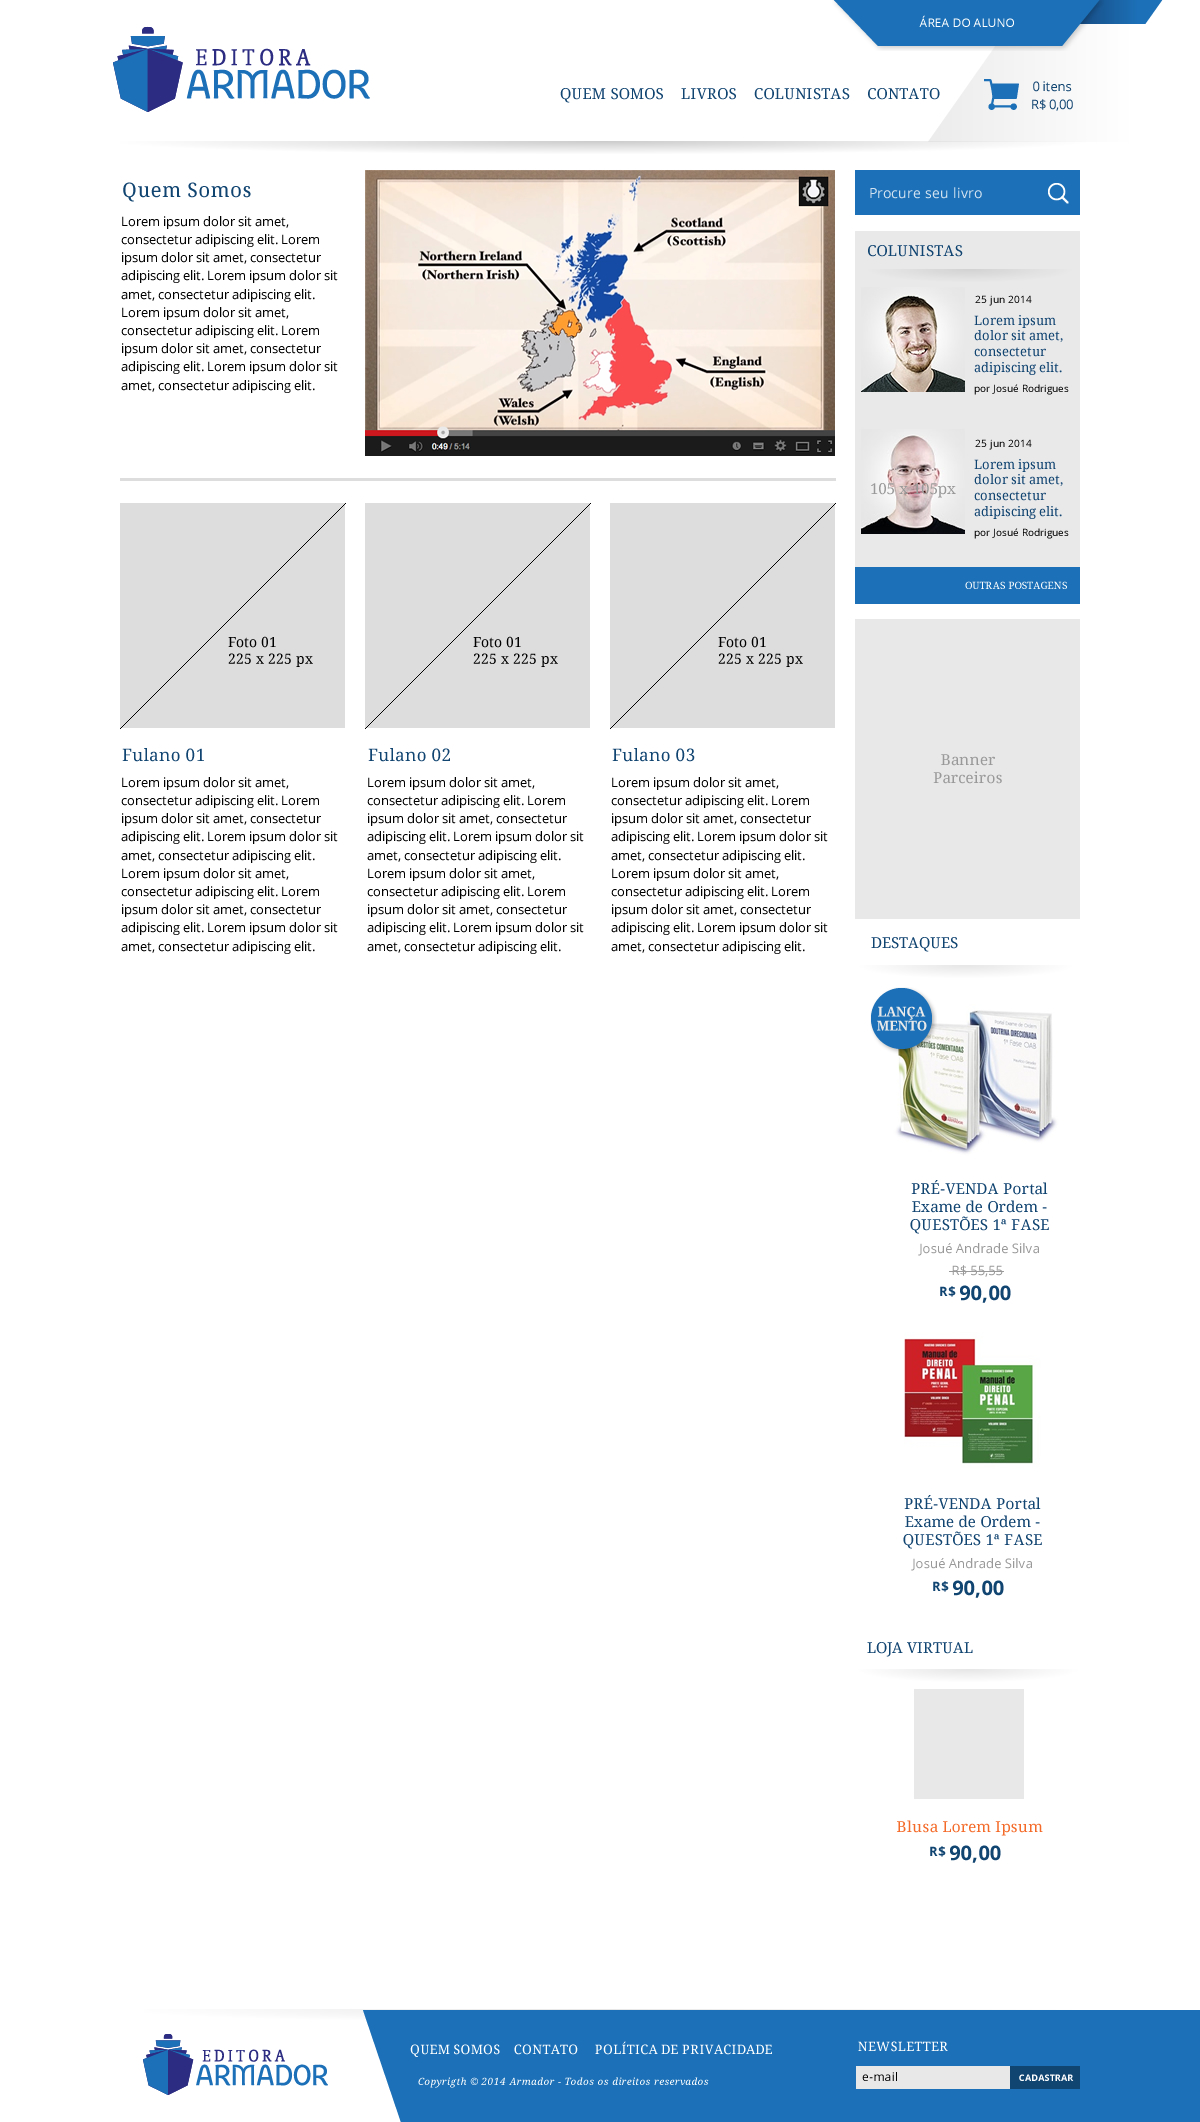 ÁREA DO ALUNO
EDITORA
ARMADOR
QUEM SOMOS LIVROS COLUNISTAS CONTATO
0 itens
R$ 0,00
Quem Somos
Lorem ipsum dolor sit amet,
consectetur adipiscing elit. Lorem
ipsum dolor sit amet, consectetur
adipiscing elit. Lorem ipsum dolor sit
amet, consectetur adipiscing elit.
Lorem ipsum dolor sit amet,
consectetur adipiscing elit. Lorem
ipsum dolor sit amet, consectetur
adipiscing elit. Lorem ipsum dolor sit
amet, consectetur adipiscing elit.
Scotland
(Scottish)
Northern Ireland
(Northern Irish)
England
(English)
Wales
(Welsh)
0:49 / 5:14
Procure seu livro
COLUNISTAS
25 jun 2014
Lorem ipsum
dolor sit amet,
consectetur
adipiscing elit.
por Josué Rodrigues
105 x 105px
25 jun 2014
Lorem ipsum
dolor sit amet,
consectetur
adipiscing elit.
por Josué Rodrigues
OUTRAS POSTAGENS
Foto 01
225 x 225 px
Foto 01
225 x 225 px
Foto 01
225 x 225 px
Fulano 01
Lorem ipsum dolor sit amet,
consectetur adipiscing elit. Lorem
ipsum dolor sit amet, consectetur
adipiscing elit. Lorem ipsum dolor sit
amet, consectetur adipiscing elit.
Lorem ipsum dolor sit amet,
consectetur adipiscing elit. Lorem
ipsum dolor sit amet, consectetur
adipiscing elit. Lorem ipsum dolor sit
amet, consectetur adipiscing elit.
Fulano 02
Lorem ipsum dolor sit amet,
consectetur adipiscing elit. Lorem
ipsum dolor sit amet, consectetur
adipiscing elit. Lorem ipsum dolor sit
amet, consectetur adipiscing elit.
Lorem ipsum dolor sit amet,
consectetur adipiscing elit. Lorem
ipsum dolor sit amet, consectetur
adipiscing elit. Lorem ipsum dolor sit
amet, consectetur adipiscing elit.
Fulano 03
Lorem ipsum dolor sit amet,
consectetur adipiscing elit. Lorem
ipsum dolor sit amet, consectetur
adipiscing elit. Lorem ipsum dolor sit
amet, consectetur adipiscing elit.
Lorem ipsum dolor sit amet,
consectetur adipiscing elit. Lorem
ipsum dolor sit amet, consectetur
adipiscing elit. Lorem ipsum dolor sit
amet, consectetur adipiscing elit.
Banner
Parceiros
DESTAQUES
LANÇA
MENTO
Portal Exame de Ordem
QUESTÕES COMENTADAS
1ª Fase OAB
Portal Exame de Ordem
DOUTRINA DIRECIONADA
1ª Fase OAB
ARMADOR
ARMADOR
PRÉ-VENDA Portal
Exame de Ordem -
QUESTÕES 1ª FASE
Josué Andrade Silva
R$ 55,55
R$ 90,00
Manual de
DIREITO
PENAL
Manual de
DIREITO
PENAL
PRÉ-VENDA Portal
Exame de Ordem -
QUESTÕES 1ª FASE
Josué Andrade Silva
R$ 90,00
LOJA VIRTUAL
Blusa Lorem Ipsum
R$ 90,00
EDITORA
ARMADOR
QUEM SOMOS CONTATO POLÍTICA DE PRIVACIDADE
Copyrigth © 2014 Armador - Todos os direitos reservados
NEWSLETTER
e-mail
CADASTRAR